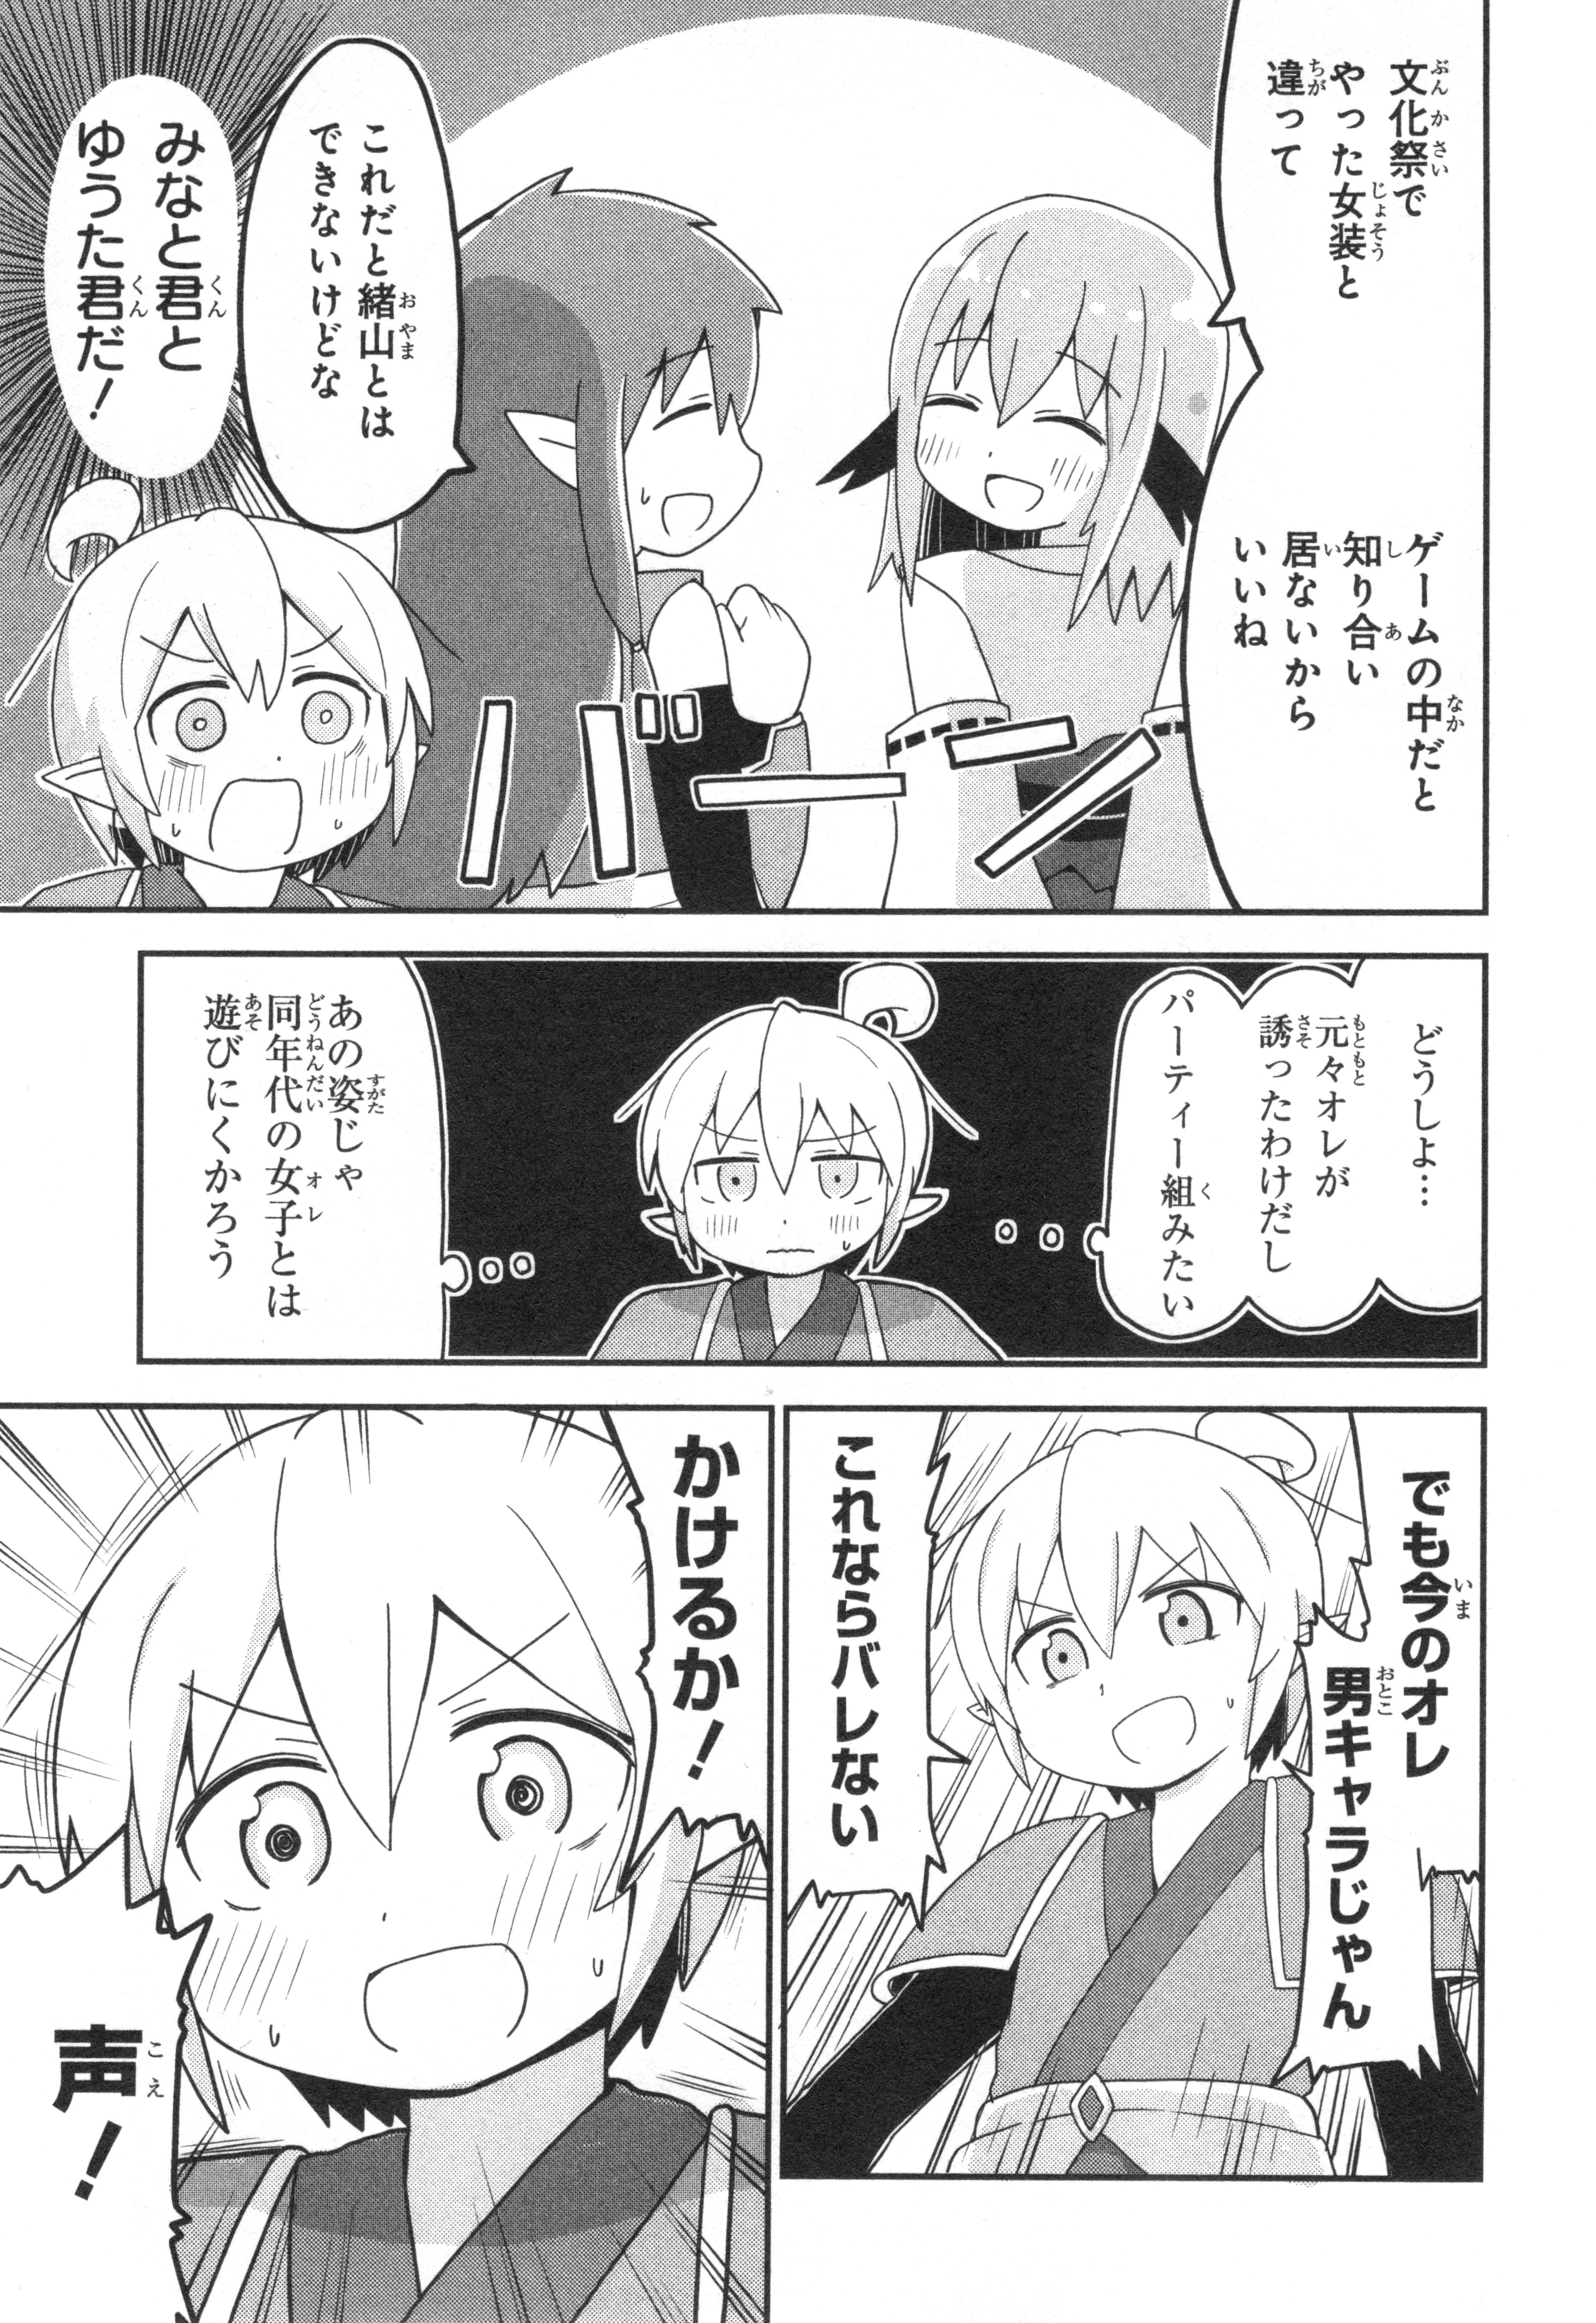 文化祭で
やった女装と
違って
ゲームの中だと
知り合い
居ないから
いいね
これだと緒山とは
できないけどな
みなと君と
ゆうた君だ！
ババーン
どうしよ…
元々オレが
誘ったわけだし
パーティー組みたい
あの姿じゃ
同年代の女子とは
遊びにくかろう
でも今のオレ
男キャラじゃん
これならバレない
かけるか！
声！